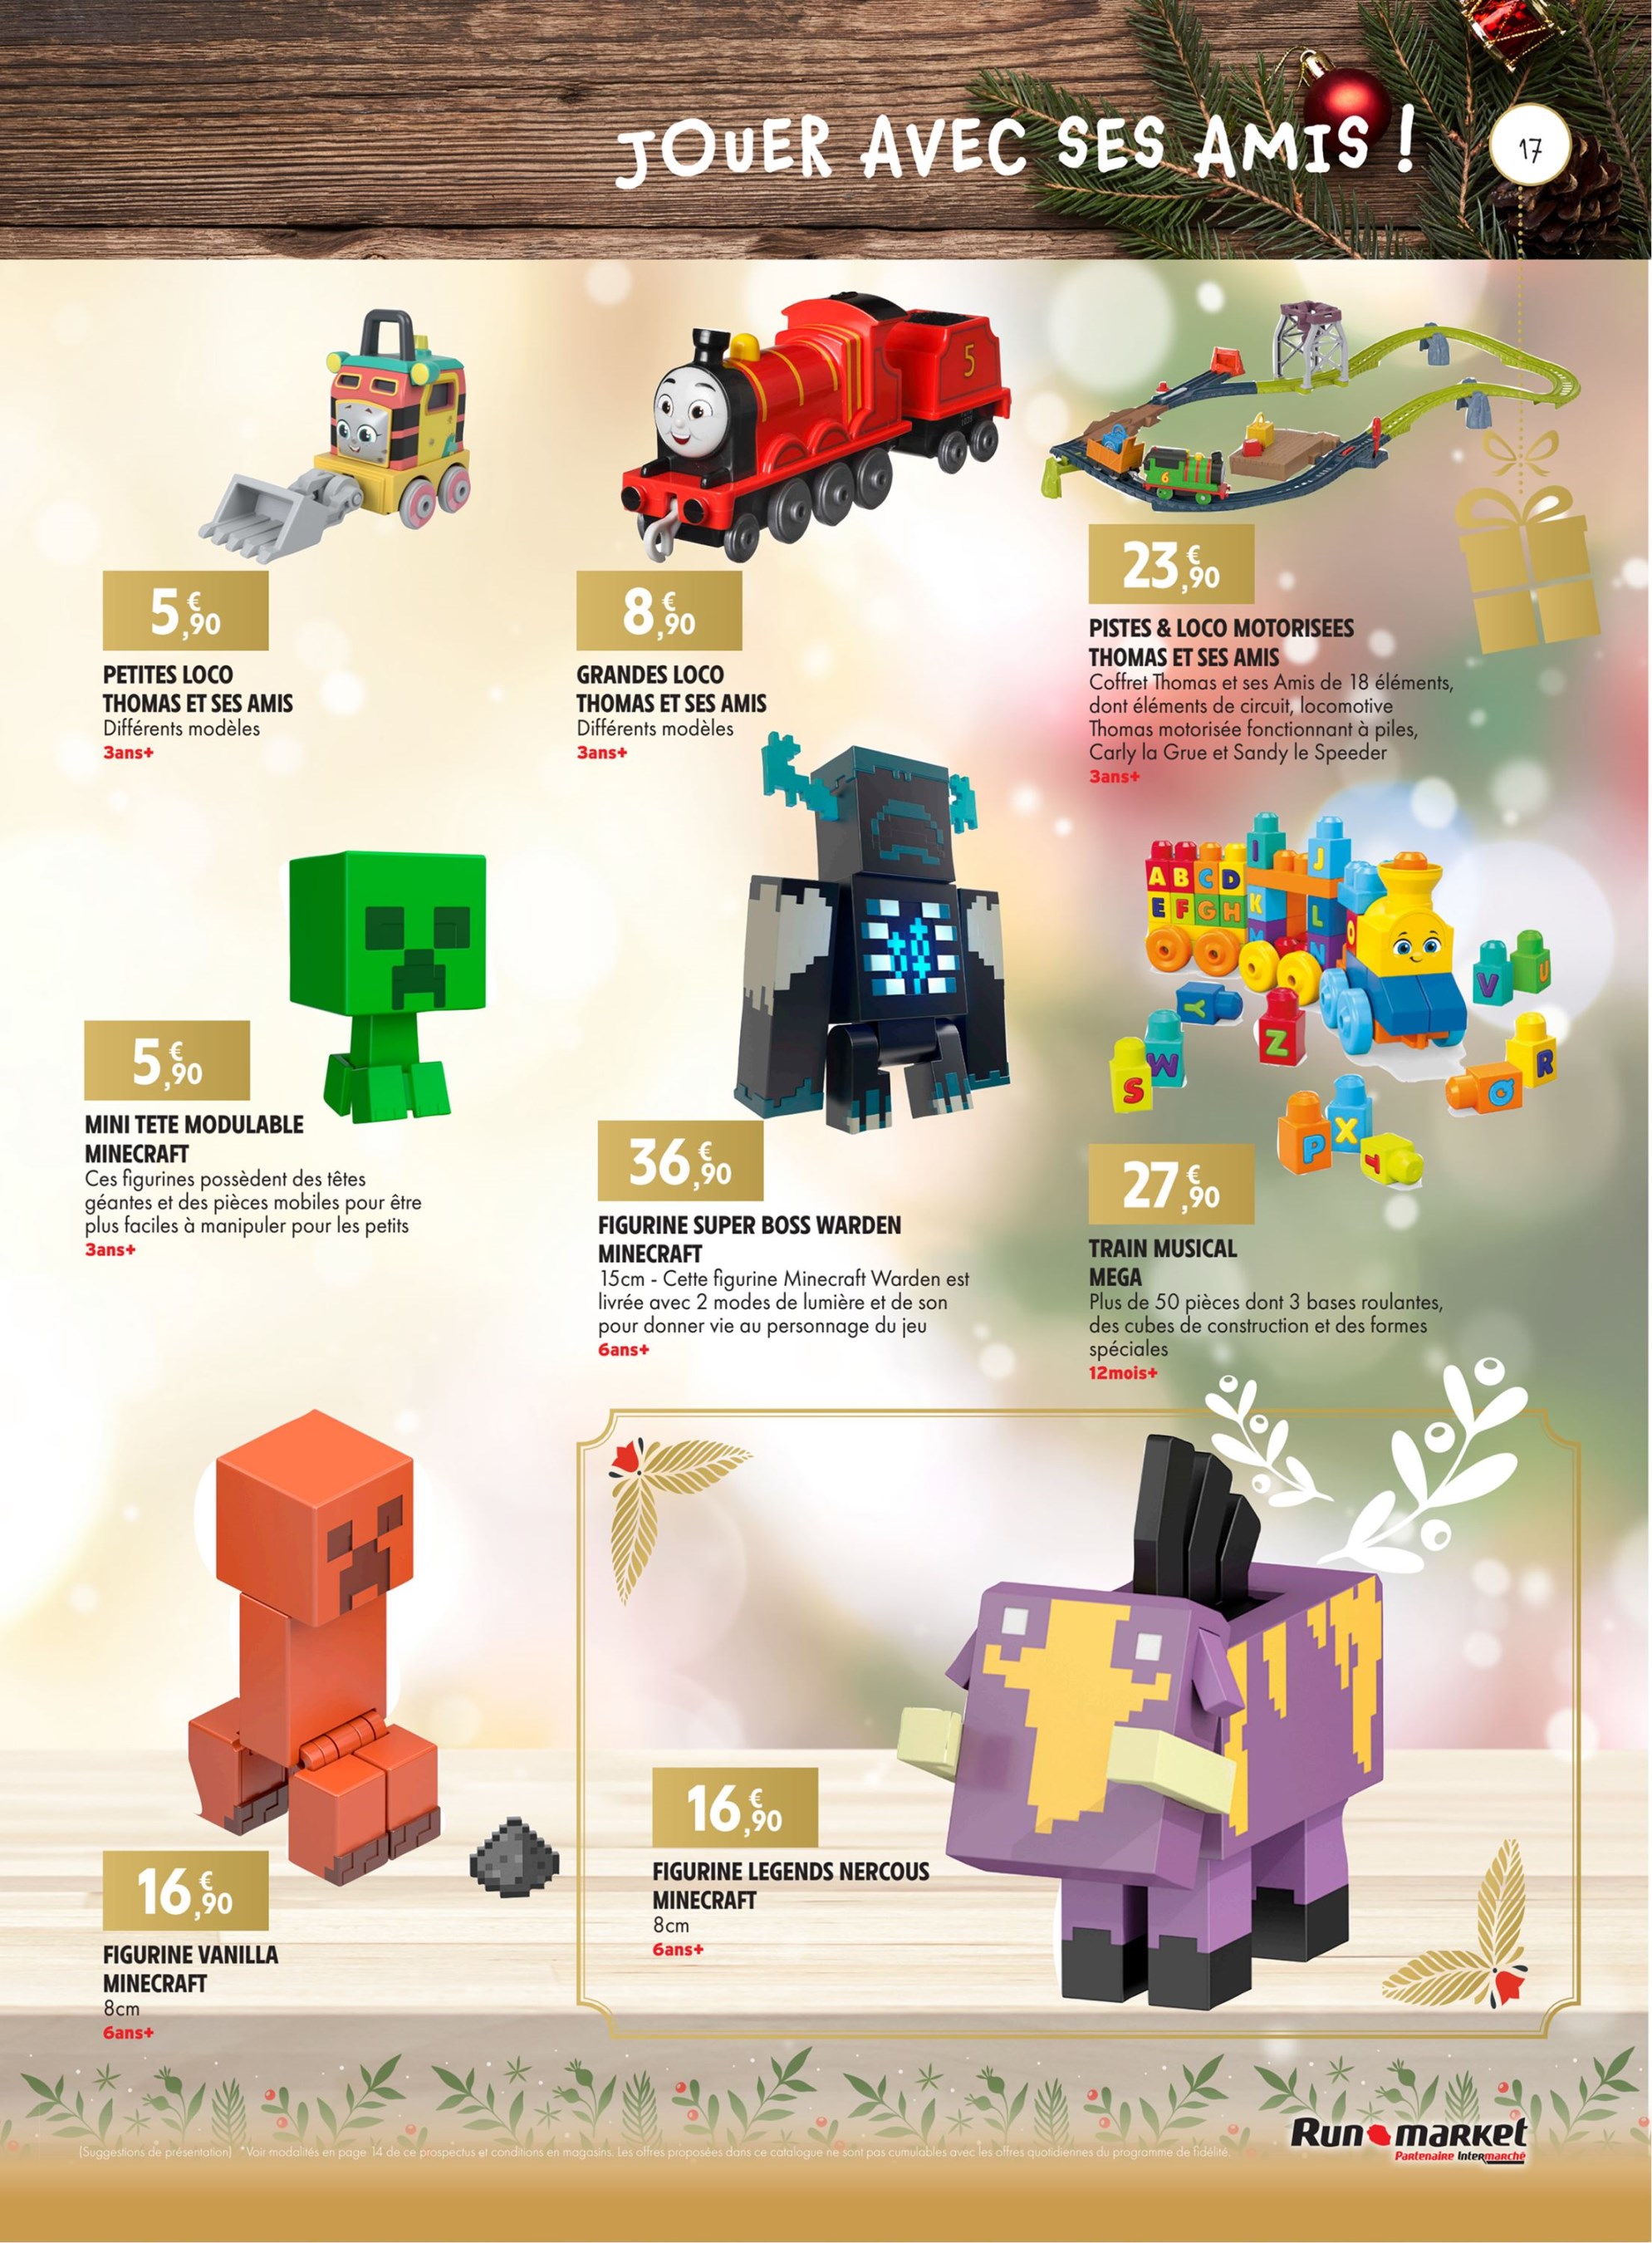 JOUER AVEC SES AMIS !
17
5
5,90 €
PETITES LOCO
THOMAS ET SES AMIS
Différents modèles
3ans+
8,90 €
GRANDES LOCO
THOMAS ET SES AMIS
Différents modèles
3ans+
6
23,90 €
PISTES & LOCO MOTORISEES
THOMAS ET SES AMIS
Coffret Thomas et ses Amis de 18 éléments,
dont éléments de circuit, locomotive
Thomas motorisée fonctionnant à piles,
Carly la Grue et Sandy le Speeder
3ans+
5,90 €
MINI TETE MODULABLE
MINECRAFT
Ces figurines possèdent des têtes
géantes et des pièces mobiles pour être
plus faciles à manipuler pour les petits
3ans+
36,90 €
FIGURINE SUPER BOSS WARDEN
MINECRAFT
15cm - Cette figurine Minecraft Warden est
livrée avec 2 modes de lumière et de son
pour donner vie au personnage du jeu
6ans+
I J
A B C D
E F G H K L
M N O
V U
Y
Z
W
S
R
Q
X
P
T
27,90 €
TRAIN MUSICAL
MEGA
Plus de 50 pièces dont 3 bases roulantes,
des cubes de construction et des formes
spéciales
12mois+
16,90 €
FIGURINE VANILLA
MINECRAFT
8cm
6ans+
16,90 €
FIGURINE LEGENDS NERCOUS
MINECRAFT
8cm
6ans+
(Suggestions de présentation) *Voir modalités en page 14 de ce prospectus et conditions en magasins. Les offres proposées dans ce catalogue ne sont pas cumulables avec les offres quotidiennes du programme de fidélité.
Run market
Partenaire Intermarché